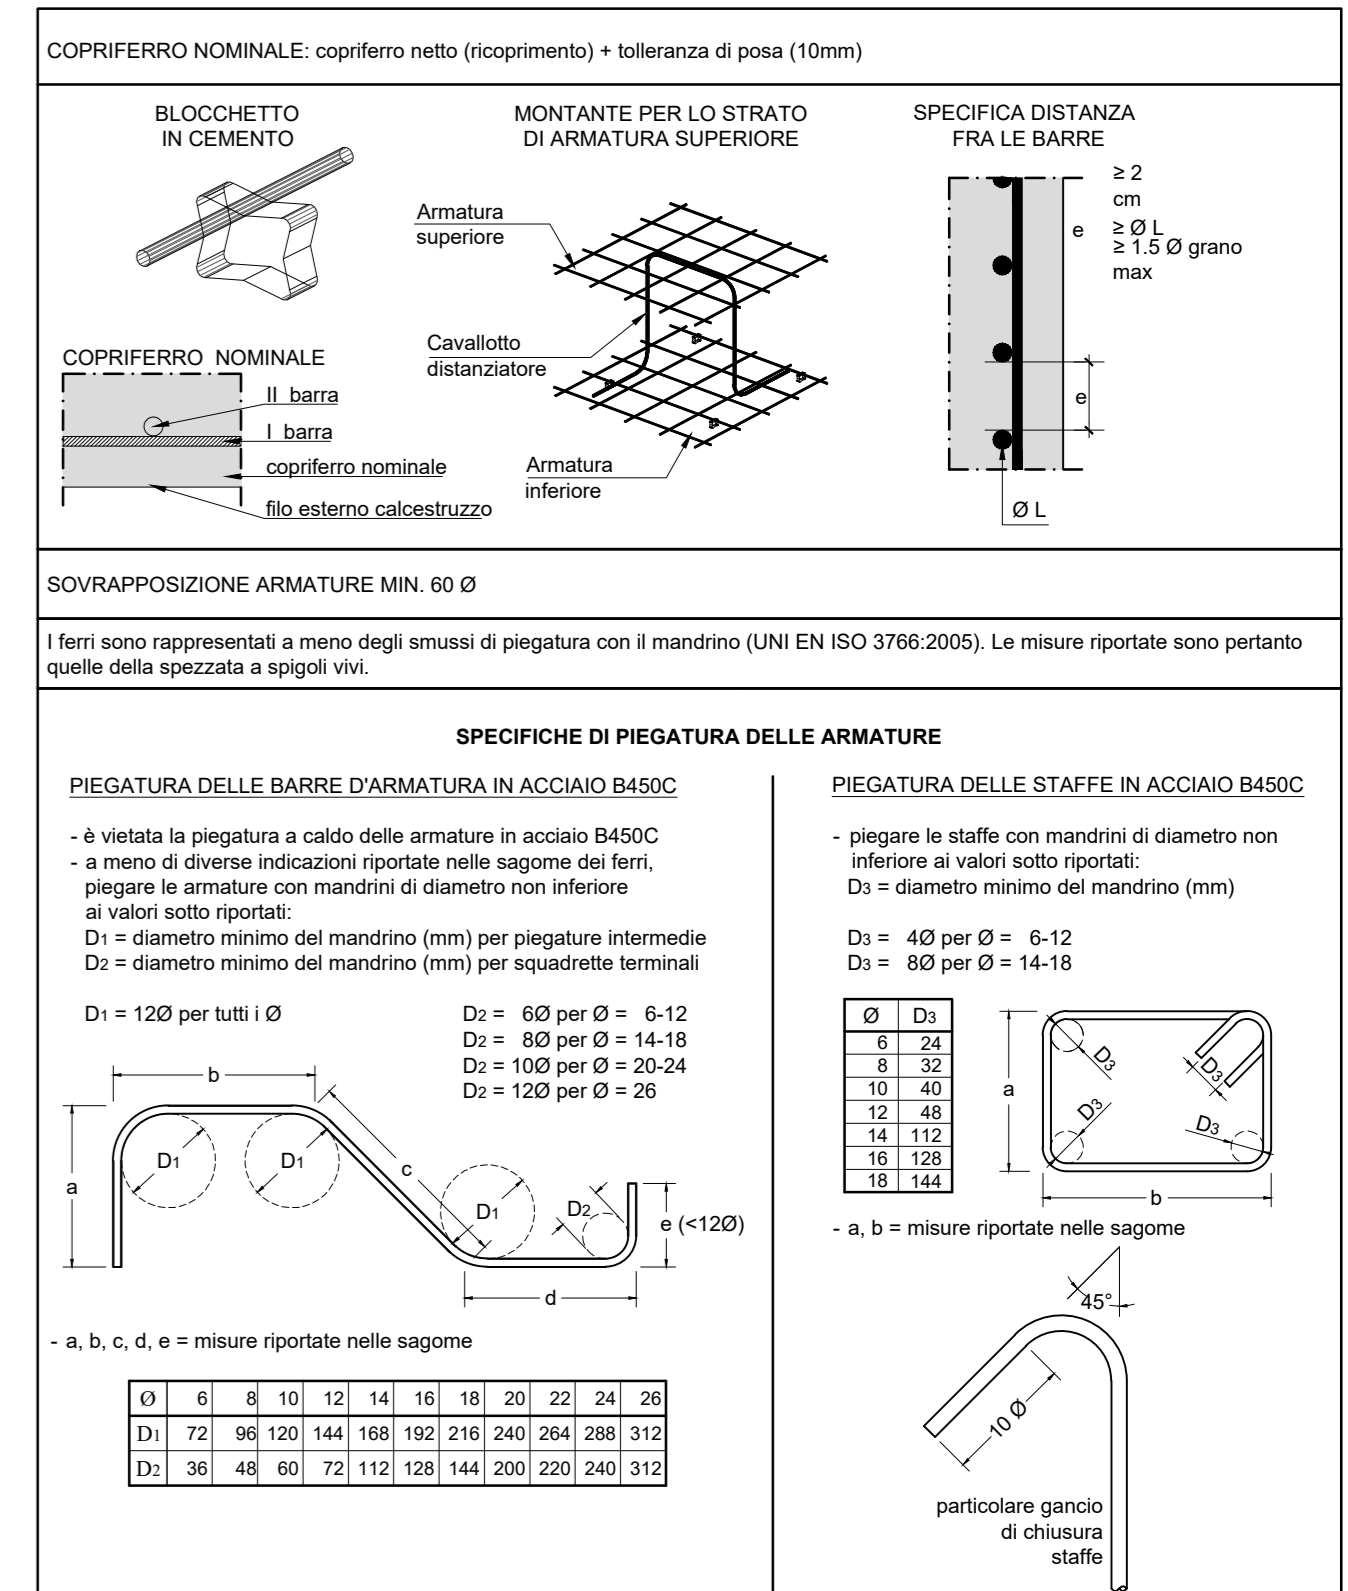 COPRIFERRO NOMINALE: copriferro netto (ricoprimento) + tolleranza di posa (10mm)
BLOCCHETTO
IN CEMENTO
MONTANTE PER LO STRATO
DI ARMATURA SUPERIORE
SPECIFICA DISTANZA
FRA LE BARRE
Armatura
superiore
Cavallotto
distanziatore
Armatura
inferiore
≥ 2
cm
≥ Ø L
≥ 1.5 Ø grano
max
e
e
Ø L
COPRIFERRO NOMINALE
II barra
I barra
copriferro nominale
filo esterno calcestruzzo
SOVRAPPOSIZIONE ARMATURE MIN. 60 Ø
I ferri sono rappresentati a meno degli smussi di piegatura con il mandrino (UNI EN ISO 3766:2005). Le misure riportate sono pertanto
quelle della spezzata a spigoli vivi.
SPECIFICHE DI PIEGATURA DELLE ARMATURE
PIEGATURA DELLE BARRE D'ARMATURA IN ACCIAIO B450C
- è vietata la piegatura a caldo delle armature in acciaio B450C
- a meno di diverse indicazioni riportate nelle sagome dei ferri,
piegare le armature con mandrini di diametro non inferiore
ai valori sotto riportati:
D1 = diametro minimo del mandrino (mm) per piegature intermedie
D2 = diametro minimo del mandrino (mm) per squadrette terminali
D1 = 12Ø per tutti i Ø
D2 = 6Ø per Ø = 6-12
D2 = 8Ø per Ø = 14-18
D2 = 10Ø per Ø = 20-24
D2 = 12Ø per Ø = 26
b
a
D1
D1
c
D1
D2
e (<12Ø)
d
- a, b, c, d, e = misure riportate nelle sagome
Ø 6 8 10 12 14 16 18 20 22 24 26
D1 72 96 120 144 168 192 216 240 264 288 312
D2 36 48 60 72 112 128 144 200 220 240 312
PIEGATURA DELLE STAFFE IN ACCIAIO B450C
- piegare le staffe con mandrini di diametro non
inferiore ai valori sotto riportati:
D3 = diametro minimo del mandrino (mm)
D3 = 4Ø per Ø = 6-12
D3 = 8Ø per Ø = 14-18
Ø D3
6 24
8 32
10 40
12 48
14 112
16 128
18 144
a
D3
D3
D3
D3
b
- a, b = misure riportate nelle sagome
45°
10 Ø
particolare gancio
di chiusura
staffe